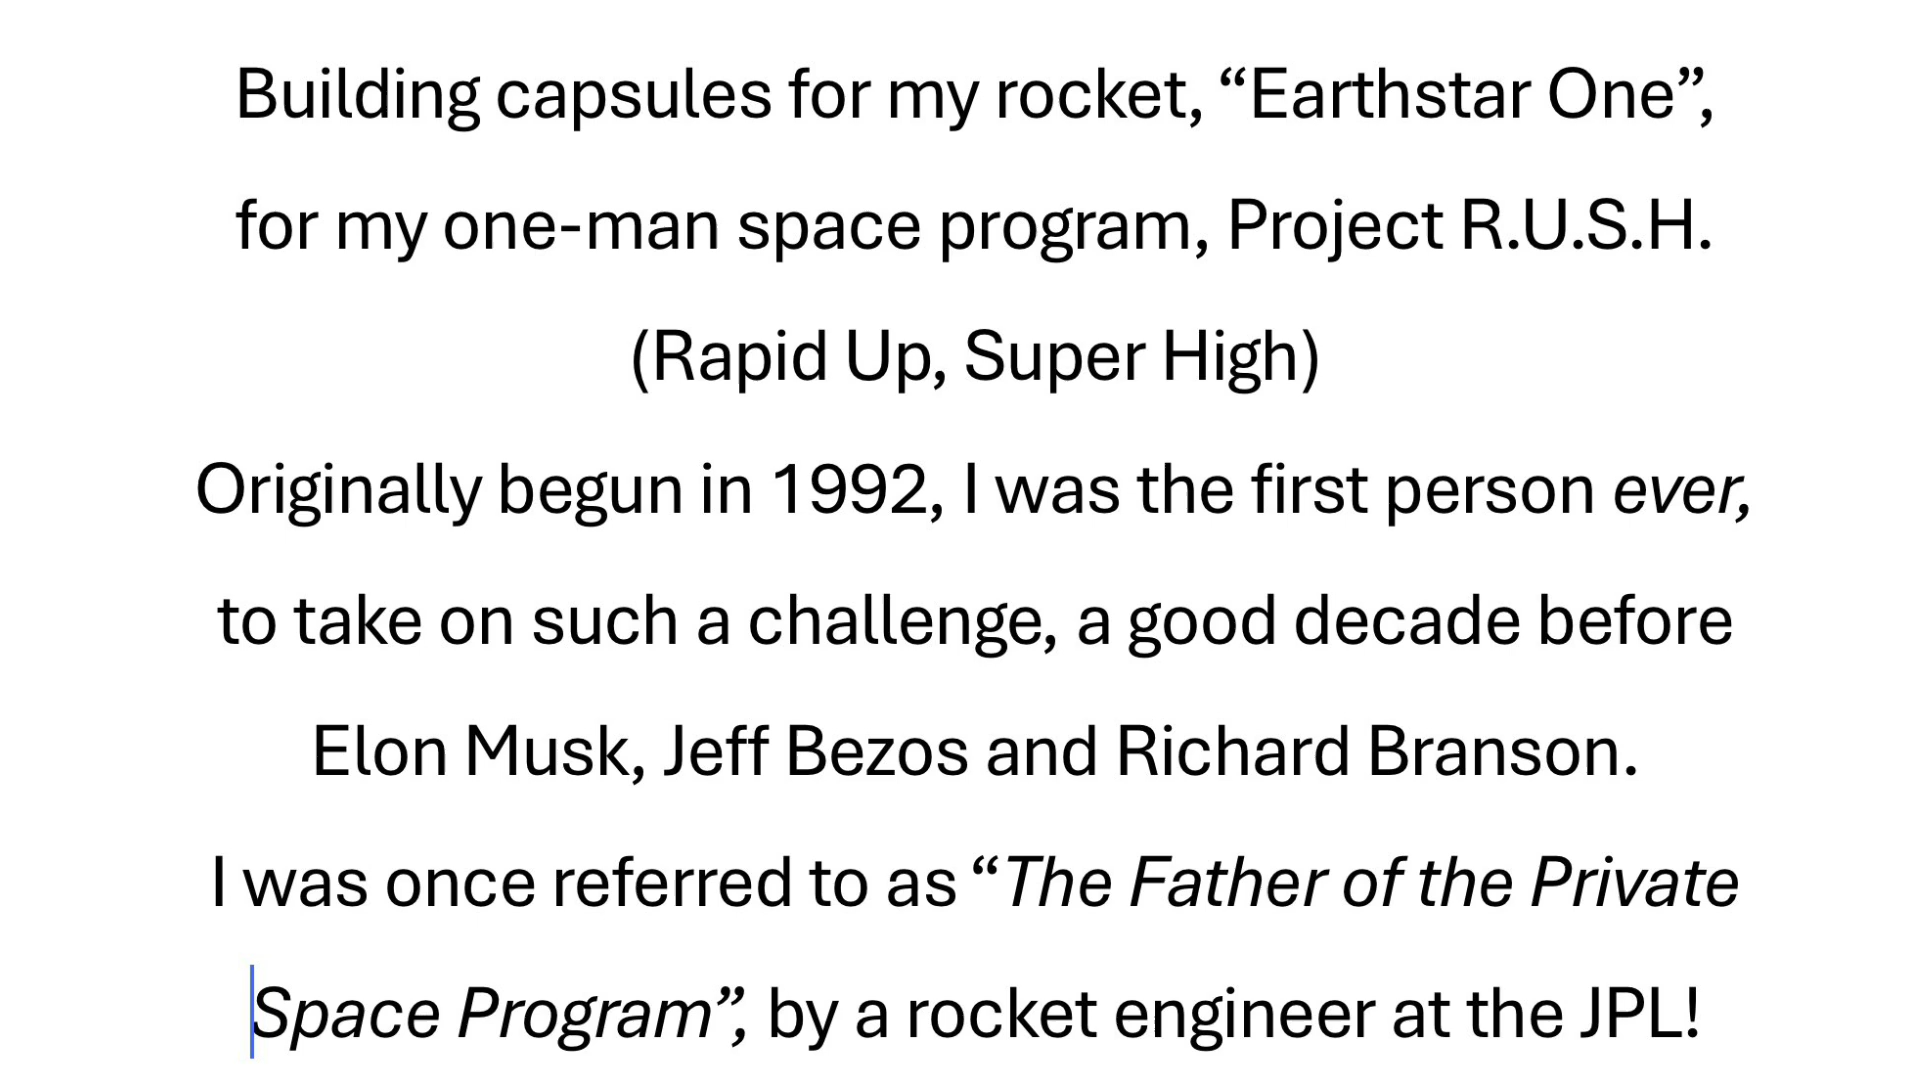 Building capsules for my rocket, “Earthstar One”,
for my one-man space program, Project R.U.S.H.
(Rapid Up, Super High)
Originally begun in 1992, I was the first person ever,
to take on such a challenge, a good decade before
Elon Musk, Jeff Bezos and Richard Branson.
I was once referred to as “The Father of the Private
Space Program”, by a rocket engineer at the JPL!